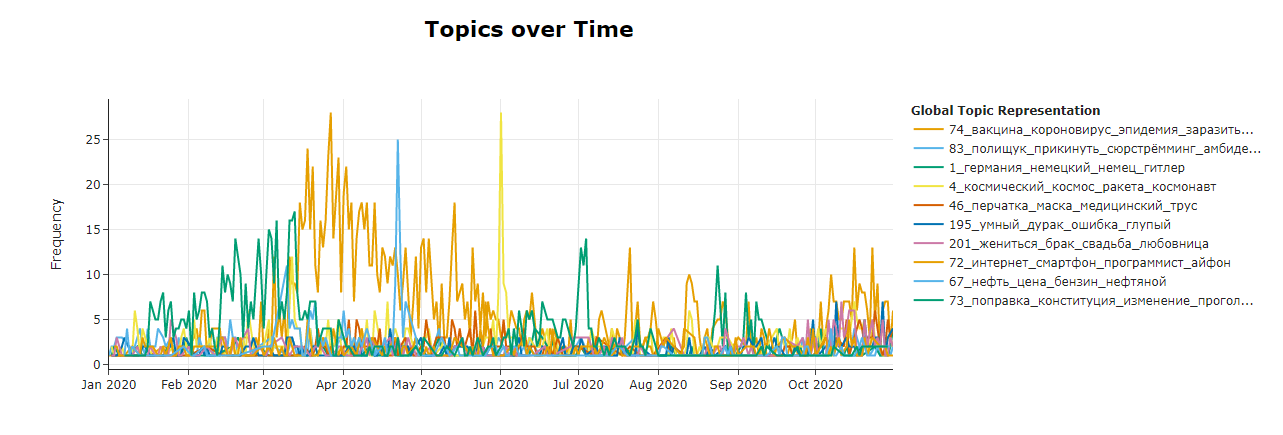 Topics over Time
Global Topic Representation
74_вакцина_короновирус_эпидемия_заразить...
83_полищук_прикинуть_сюрстрёмминг_амбиде...
1_германия_немецкий_немец_гитлер
4_космический_космос_ракета_космонавт
46_перчатка_маска_медицинский_трус
195_умный_дурак_ошибка_глупый
201_жениться_брак_свадьба_любовница
72_интернет_смартфон_программист_айфон
67_нефть_цена_бензин_нефтяной
73_поправка_конституция_изменение_прогол...
Frequency
25
20
15
10
5
0
Jan 2020 Feb 2020 Mar 2020 Apr 2020 May 2020 Jun 2020 Jul 2020 Aug 2020 Sep 2020 Oct 2020